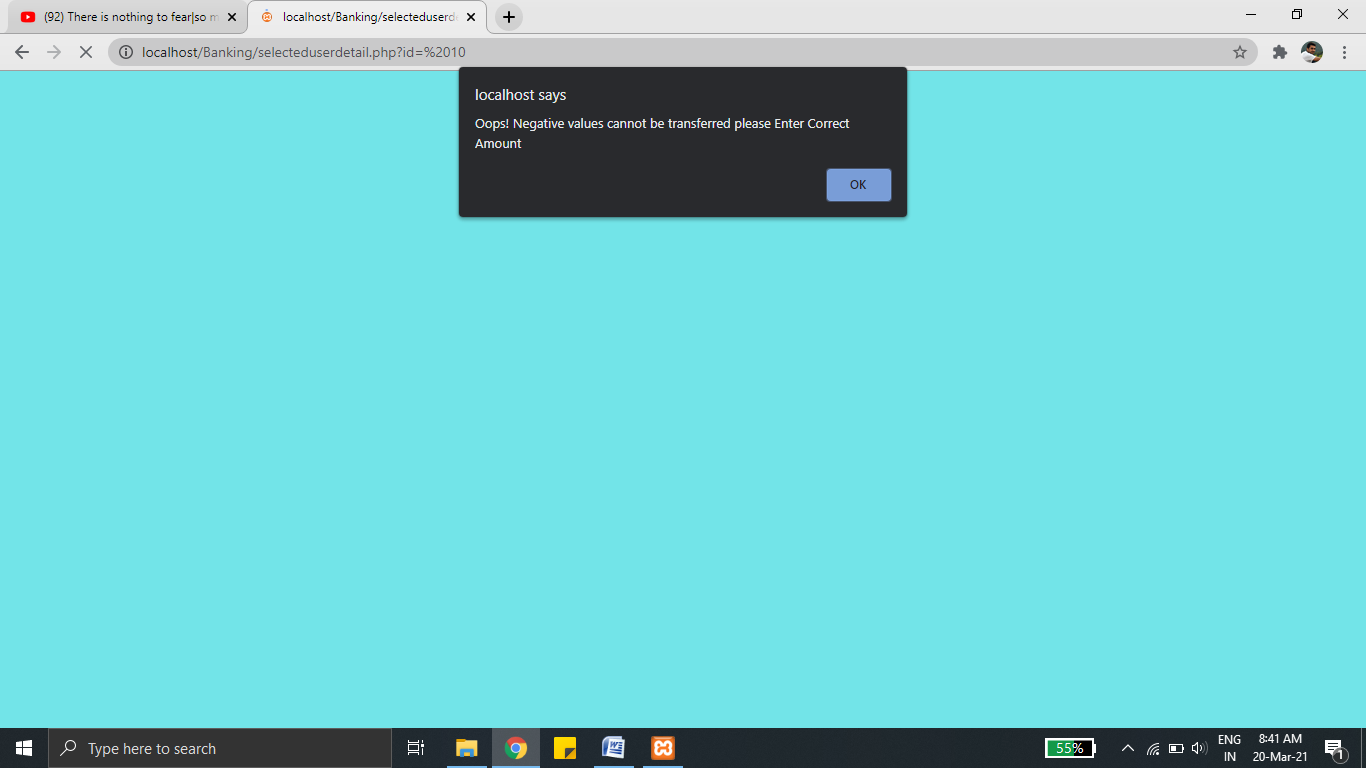 (92) There is nothing to fear|so m
localhost/Banking/selecteduserde
localhost/Banking/selecteduserdetail.php?id=%2010
localhost says
Oops! Negative values cannot be transferred please Enter Correct
Amount
OK
Type here to search
55%
ENG
IN
8:41 AM
20-Mar-21
1